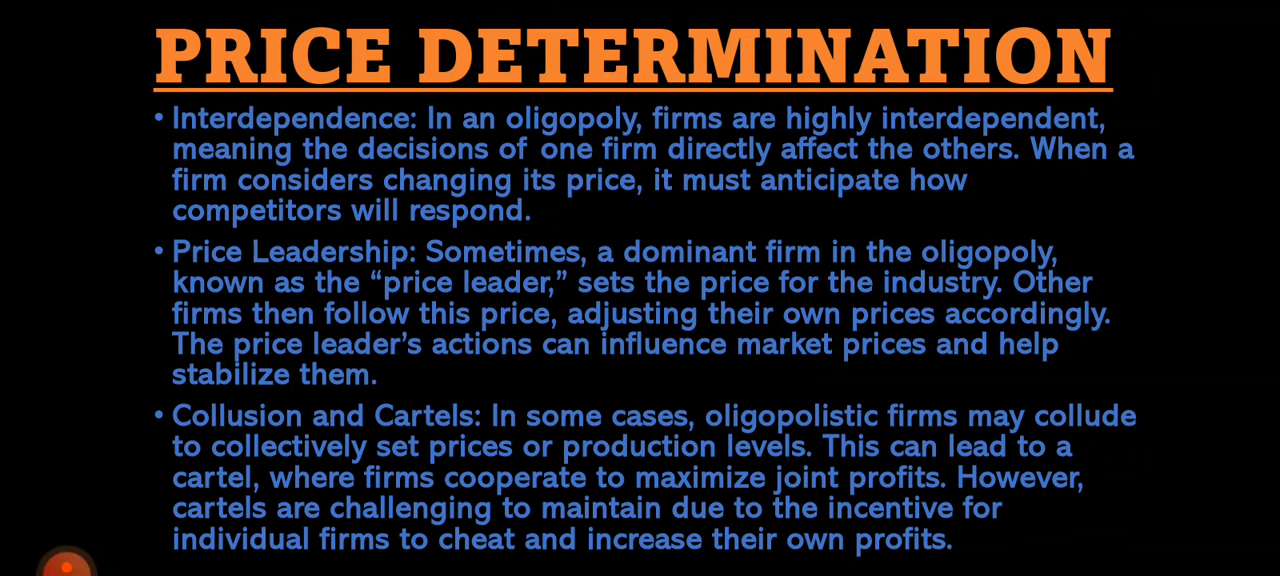 PRICE DETERMINATION
• Interdependence: In an oligopoly, firms are highly interdependent,
meaning the decisions of one firm directly affect the others. When a
firm considers changing its price, it must anticipate how
competitors will respond.
• Price Leadership: Sometimes, a dominant firm in the oligopoly,
known as the “price leader,” sets the price for the industry. Other
firms then follow this price, adjusting their own prices accordingly.
The price leader’s actions can influence market prices and help
stabilize them.
• Collusion and Cartels: In some cases, oligopolistic firms may collude
to collectively set prices or production levels. This can lead to a
cartel, where firms cooperate to maximize joint profits. However,
cartels are challenging to maintain due to the incentive for
individual firms to cheat and increase their own profits.